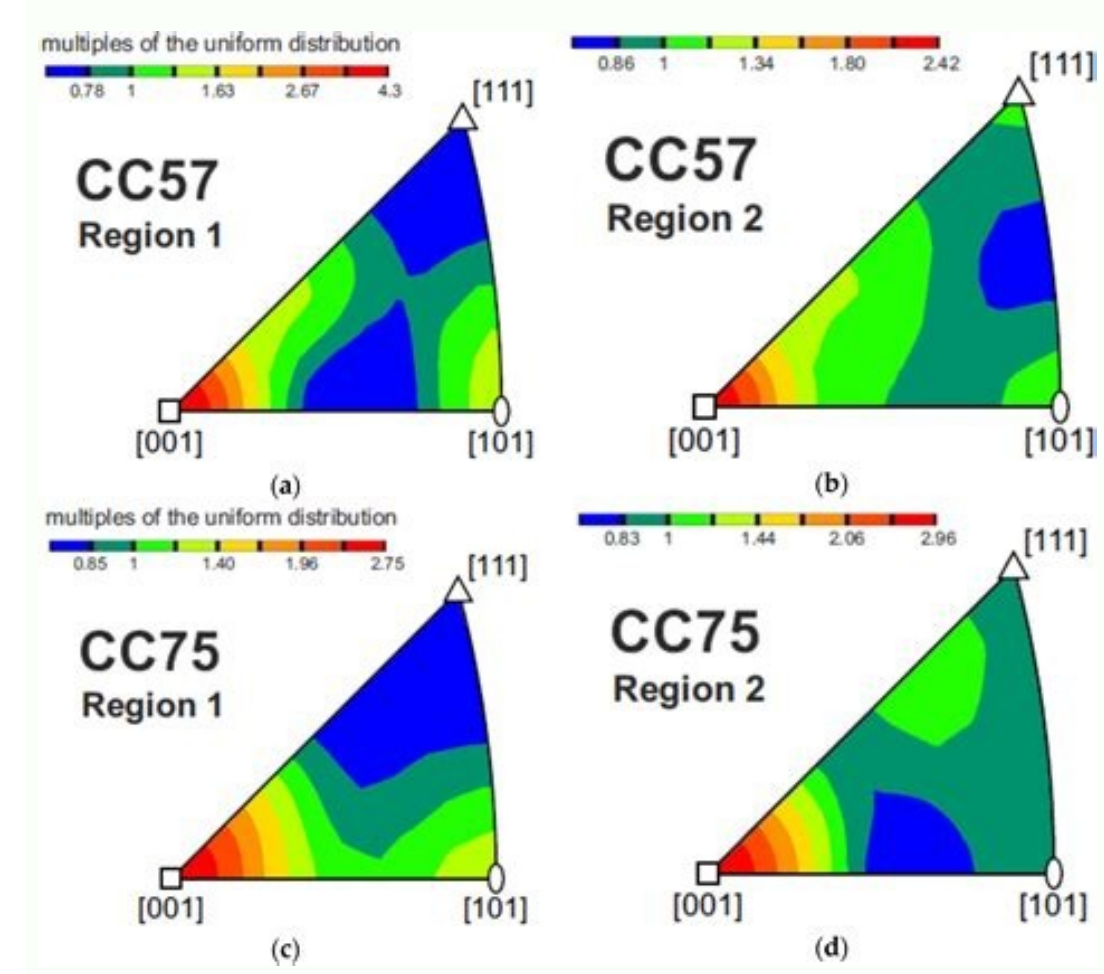 multiples of the uniform distribution
0.78 1 1.63 2.67 4.3
[111]
CC57
Region 1
[001] [101]
(a)
0.86 1 1.34 1.80 2.42
[111]
CC57
Region 2
[001] [101]
(b)
multiples of the uniform distribution
0.85 1 1.40 1.96 2.75
[111]
CC75
Region 1
[001] [101]
(c)
0.83 1 1.44 2.06 2.96
[111]
CC75
Region 2
[001] [101]
(d)